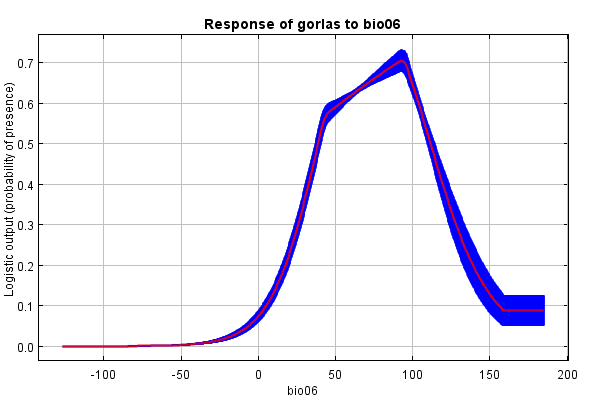 Response of gorlas to bio06
Logistic output (probability of presence)
0.7
0.6
0.5
0.4
0.3
0.2
0.1
0.0
-100 -50 0 50 100 150 200
bio06